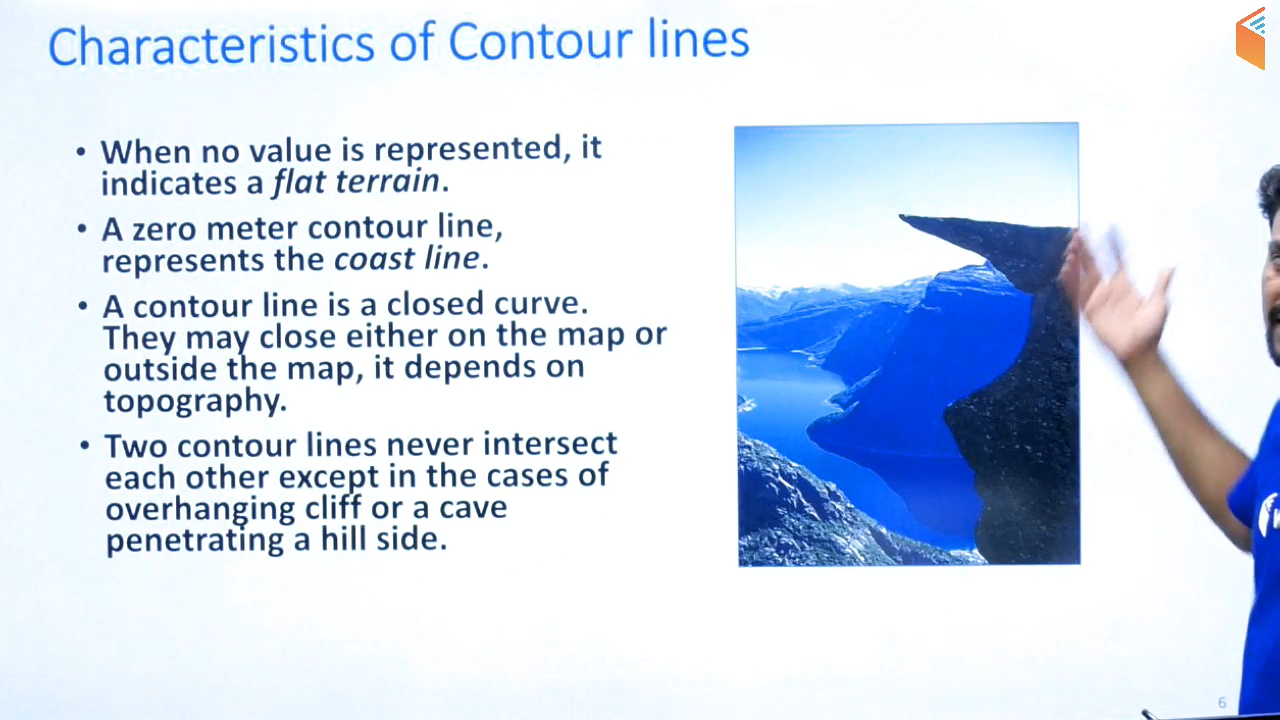 Characteristics of Contour lines
• When no value is represented, it
indicates a flat terrain.
• A zero meter contour line,
represents the coast line.
• A contour line is a closed curve.
They may close either on the map or
outside the map, it depends on
topography.
• Two contour lines never intersect
each other except in the cases of
overhanging cliff or a cave
penetrating a hill side.
6